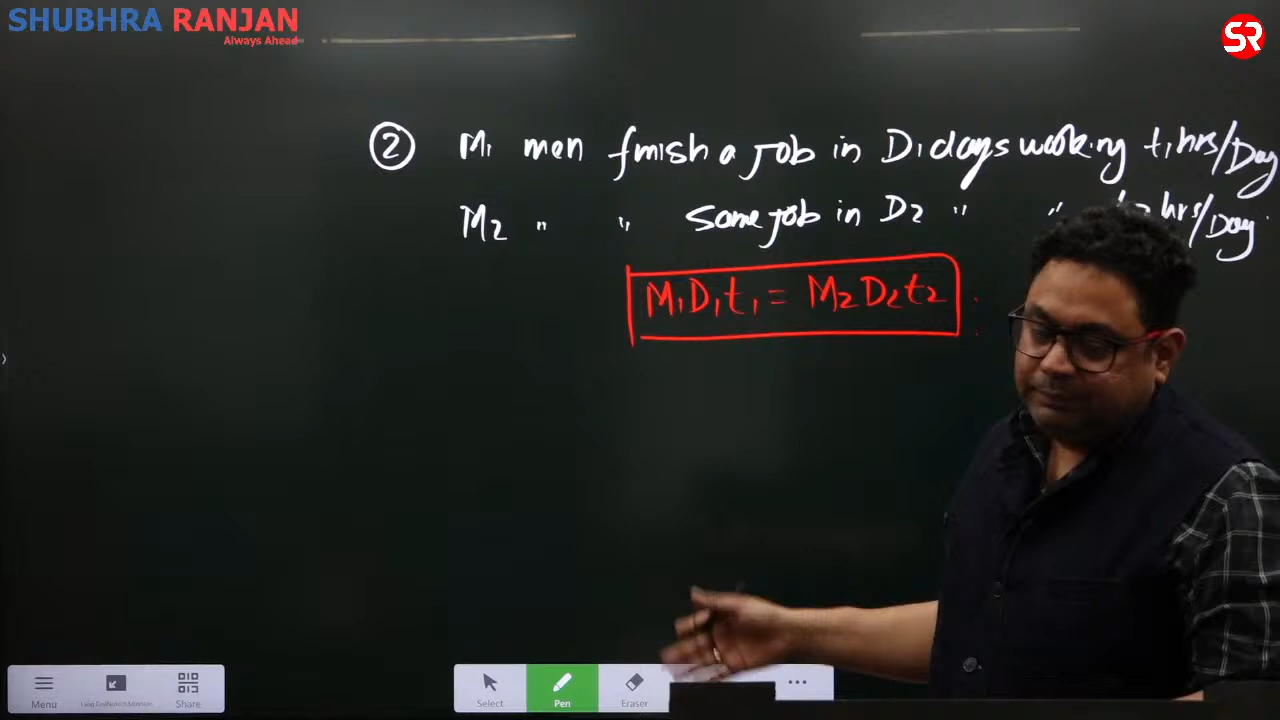 SHUBHRA RANJAN
Always Ahead
SR
② M₁ men finish a job in D₁ days working t₁ hrs/Day
M₂ " " Same job in D₂ " " hrs/Day
M₁D₁t₁ = M₂D₂t₂
Menu
Share
Select
Pen
Eraser